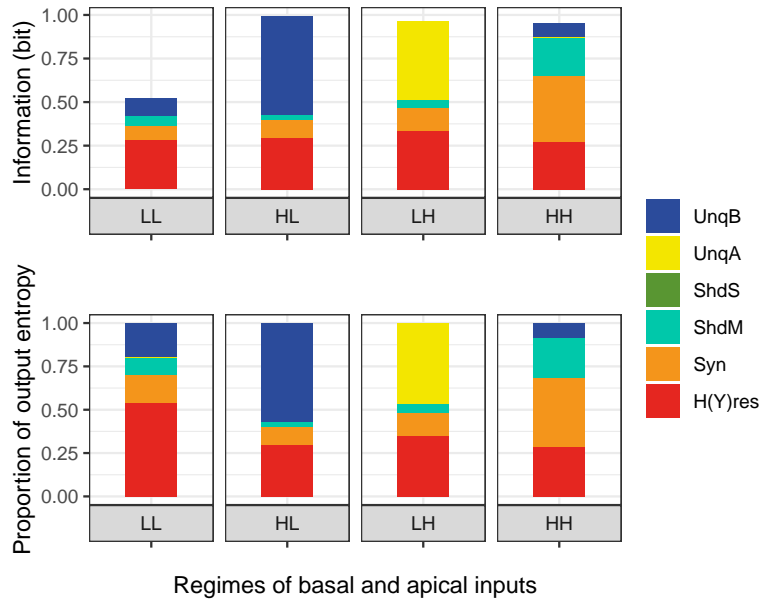 Information (bit)
1.00
0.75
0.50
0.25
0.00
LL HL LH HH
Proportion of output entropy
1.00
0.75
0.50
0.25
0.00
LL HL LH HH
Regimes of basal and apical inputs
UnqB
UnqA
ShdS
ShdM
Syn
H(Y)res